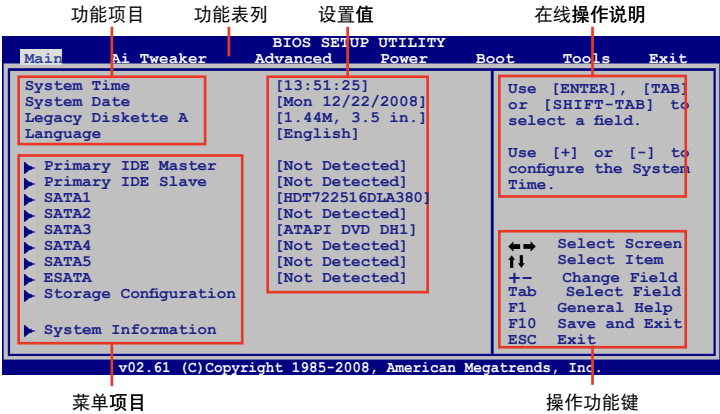 功能项目 功能表列 设置值 在线操作说明
BIOS SETUP UTILITY
Main Ai Tweaker Advanced Power Boot Tools Exit
System Time [13:51:25]
System Date [Mon 12/22/2008]
Legacy Diskette A [1.44M, 3.5 in.]
Language [English]
Primary IDE Master [Not Detected]
Primary IDE Slave [Not Detected]
SATA1 [HDT722516DLA380]
SATA2 [Not Detected]
SATA3 [ATAPI DVD DH1]
SATA4 [Not Detected]
SATA5 [Not Detected]
ESATA [Not Detected]
Storage Configuration
System Information
Use [ENTER], [TAB]
or [SHIFT-TAB] to
select a field.
Use [+] or [-] to
configure the System
Time.
←→ Select Screen
↑↓ Select Item
+- Change Field
Tab Select Field
F1 General Help
F10 Save and Exit
ESC Exit
v02.61 (C)Copyright 1985-2008, American Megatrends, Inc.
菜单项目 操作功能键